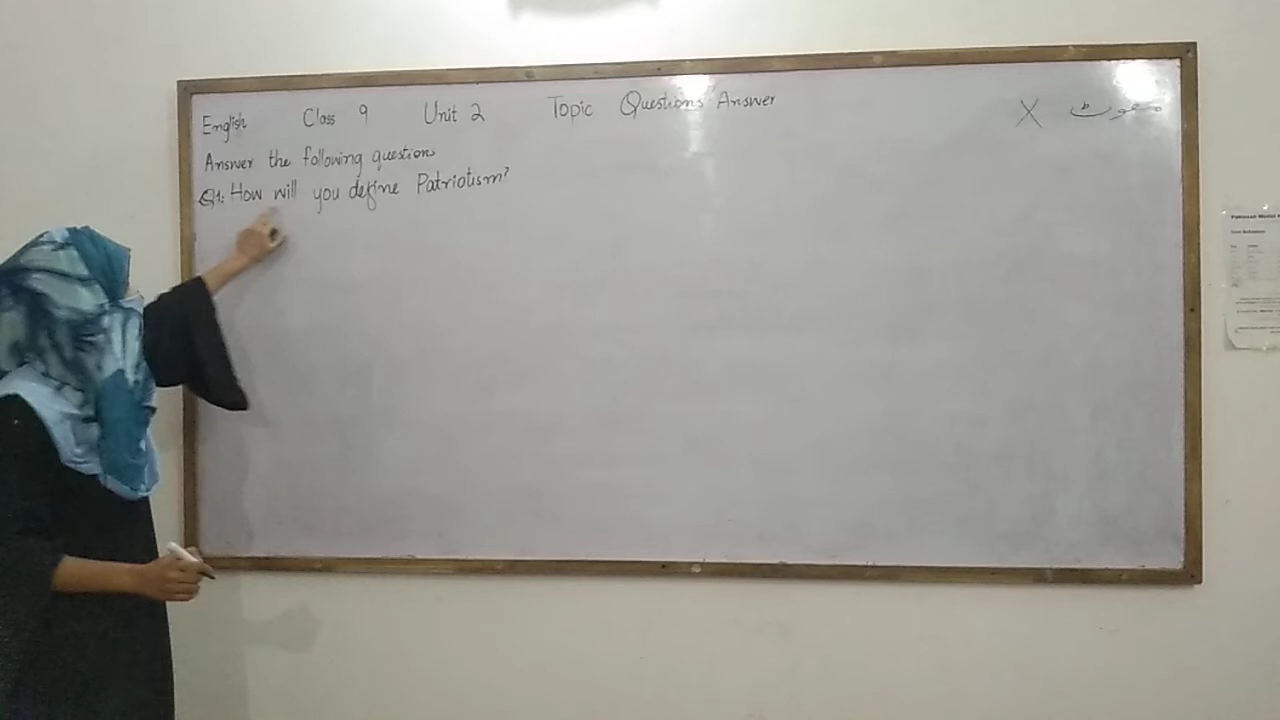 English Class 9 Unit 2 Topic Questions Answer
X
Answer the following questions
Q1: How will you define Patriotism?